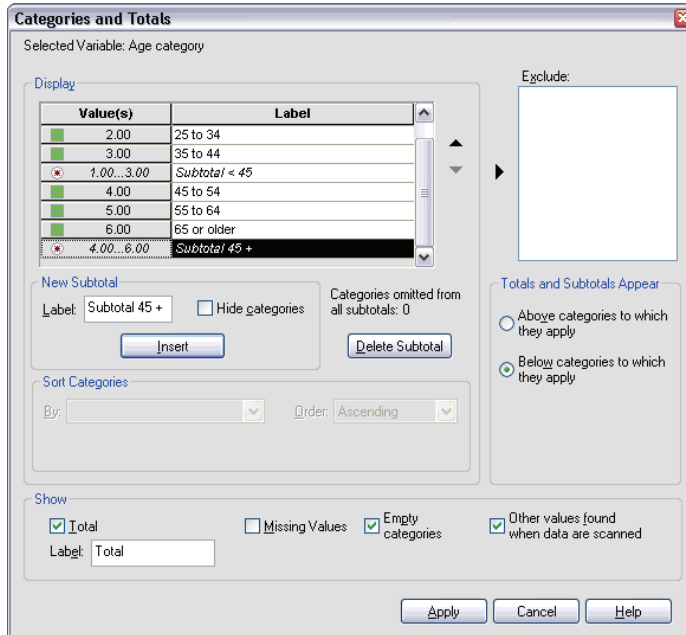 Categories and Totals
Selected Variable: Age category
Display
Value(s) Label
2.00 25 to 34
3.00 35 to 44
1.00...3.00 Subtotal < 45
4.00 45 to 54
5.00 55 to 64
6.00 65 or older
4.00...6.00 Subtotal 45 +
Exclude:
New Subtotal
Label: Subtotal 45 + Hide categories
Insert
Categories omitted from
all subtotals: 0
Delete Subtotal
Totals and Subtotals Appear
Above categories to which
they apply
Below categories to which
they apply
Sort Categories
By: Order: Ascending
Show
Total Missing Values Empty
categories Other values found
when data are scanned
Label: Total
Apply Cancel Help